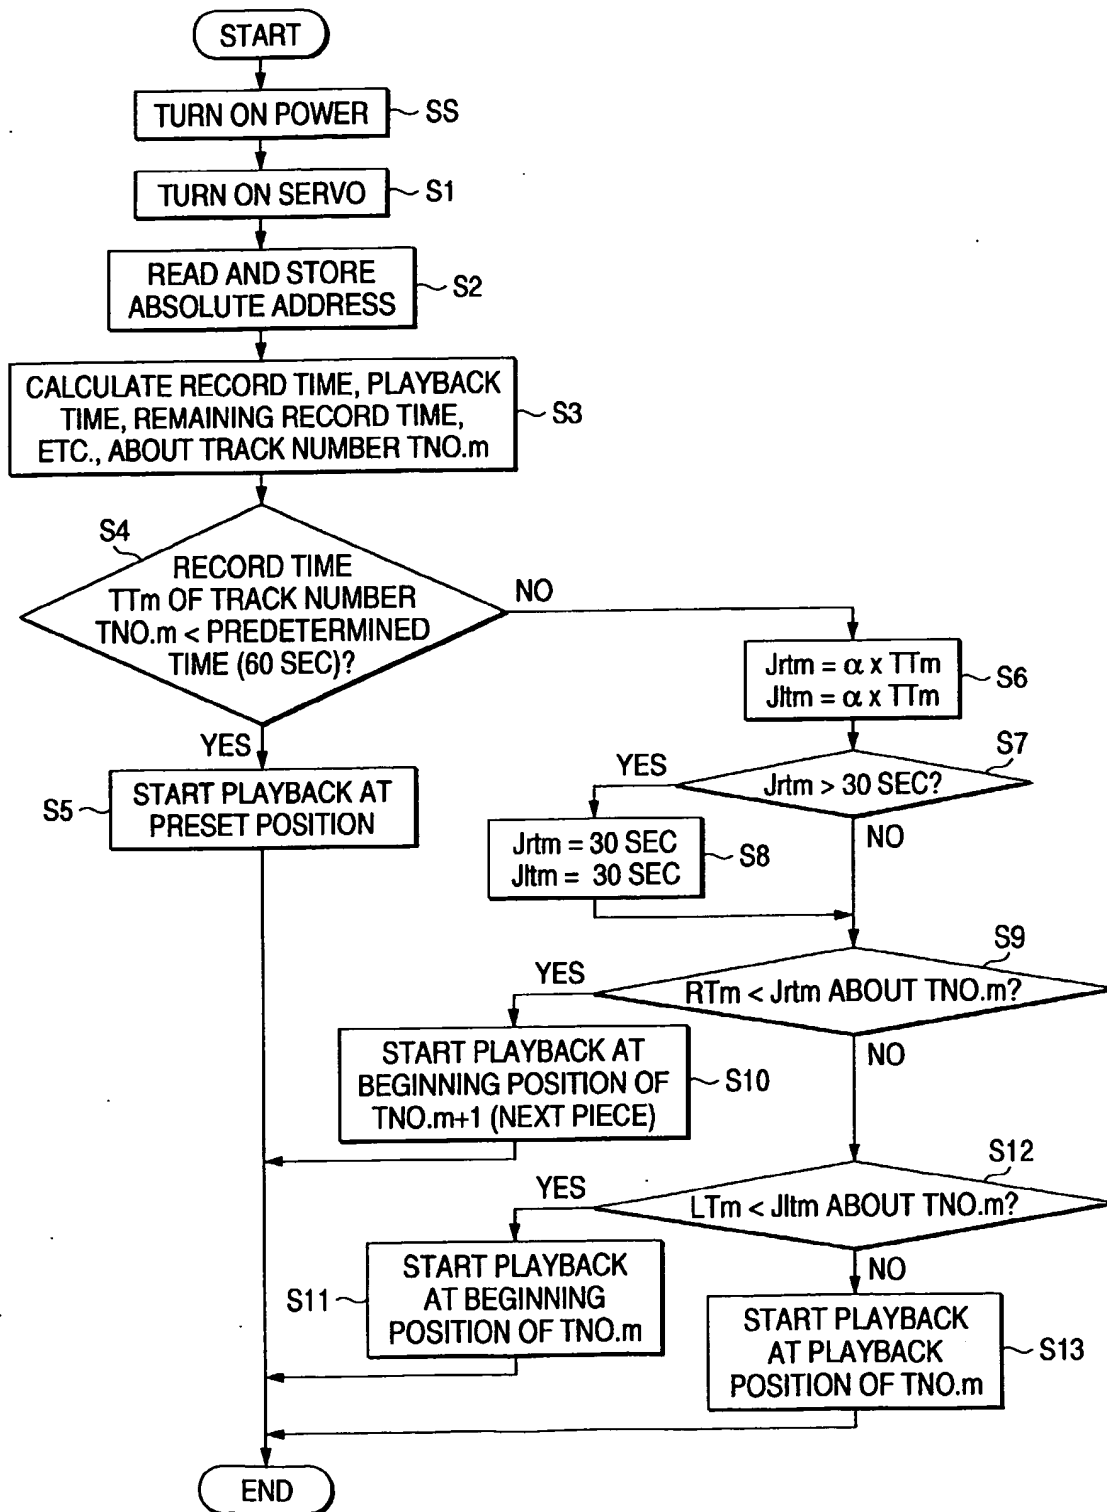 START
TURN ON POWER
SS
TURN ON SERVO
S1
READ AND STORE
ABSOLUTE ADDRESS
S2
CALCULATE RECORD TIME, PLAYBACK
TIME, REMAINING RECORD TIME,
ETC., ABOUT TRACK NUMBER TNO.m
S3
S4
RECORD TIME
TTm OF TRACK NUMBER
TNO.m < PREDETERMINED
TIME (60 SEC)?
NO
YES
S5
START PLAYBACK AT
PRESET POSITION
Jrtm = α x TTm
Jltm = α x TTm
S6
S7
Jrtm > 30 SEC?
YES
NO
Jrtm = 30 SEC
Jltm = 30 SEC
S8
S9
RTm < Jrtm ABOUT TNO.m?
YES
NO
START PLAYBACK AT
BEGINNING POSITION OF
TNO.m+1 (NEXT PIECE)
S10
S12
LTm < Jltm ABOUT TNO.m?
YES
NO
S11
START PLAYBACK
AT BEGINNING
POSITION OF TNO.m
START PLAYBACK
AT PLAYBACK
POSITION OF TNO.m
S13
END